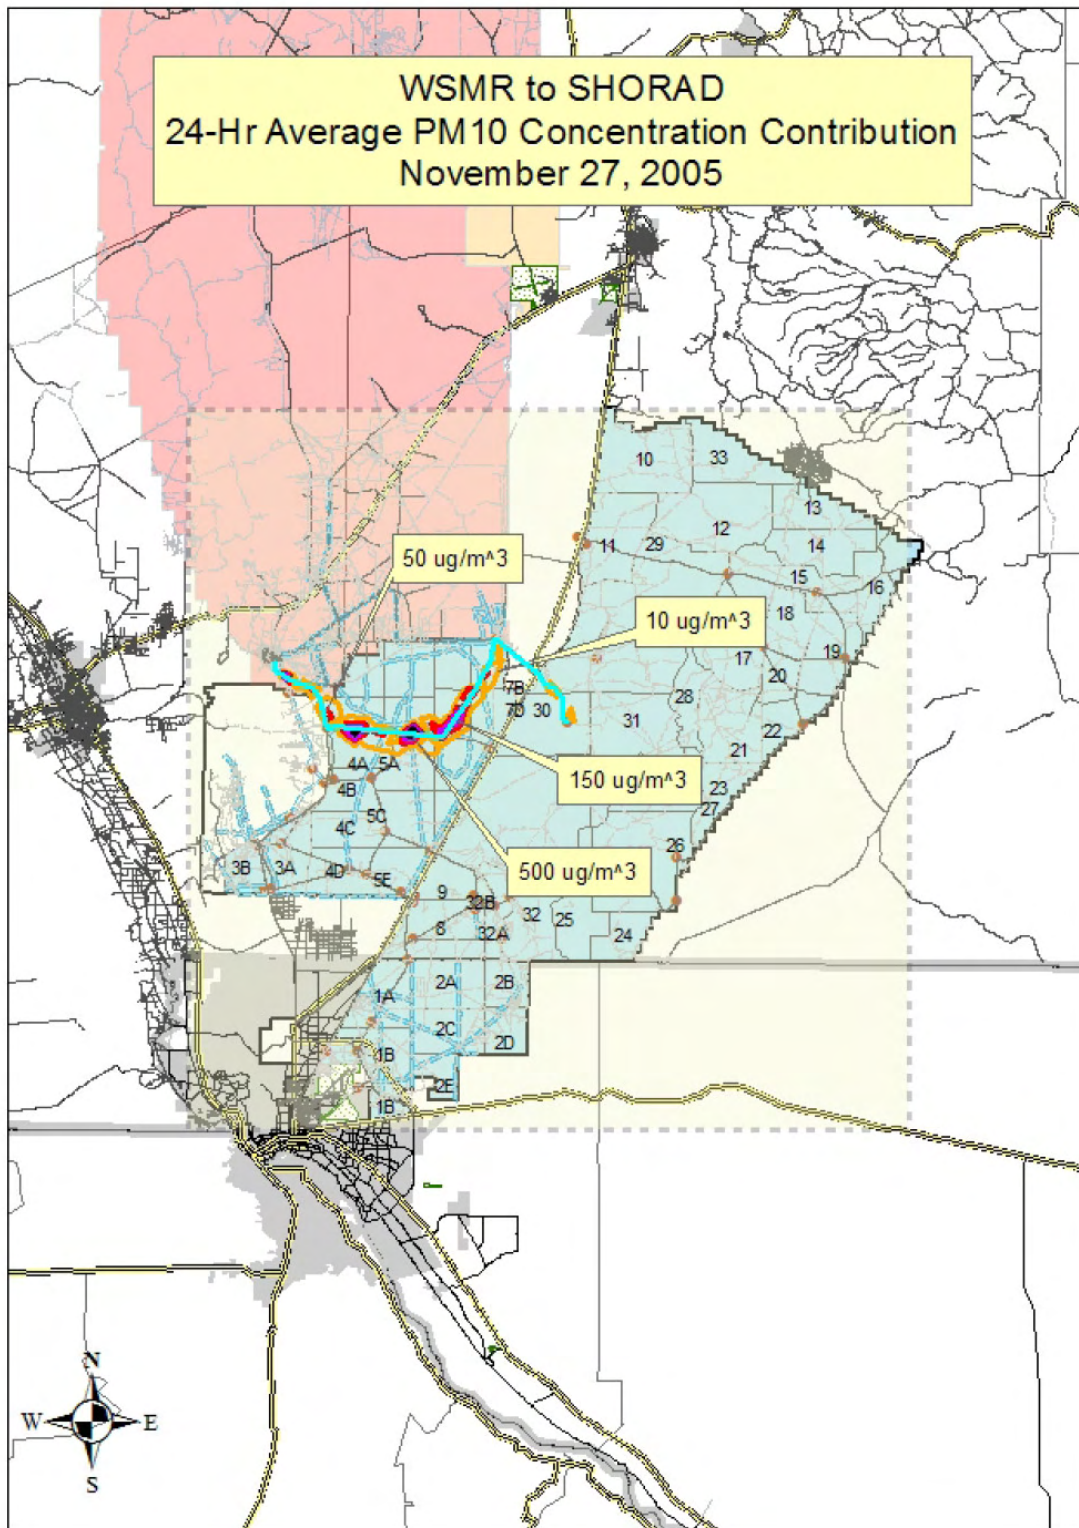 WSMR to SHORAD
24-Hr Average PM10 Concentration Contribution
November 27, 2005
10
33
13
12
50 ug/m^3
11
29
14
15
16
10 ug/m^3
18
17
19
20
7B
28
7D
30
31
22
21
4A
5A
150 ug/m^3
4B
23
27
4C
5C
26
3B
3A
4D
500 ug/m^3
5E
9
32B
32
25
8
32A
24
2A
2B
1A
2C
2D
1B
2E
1B
N
W
E
S